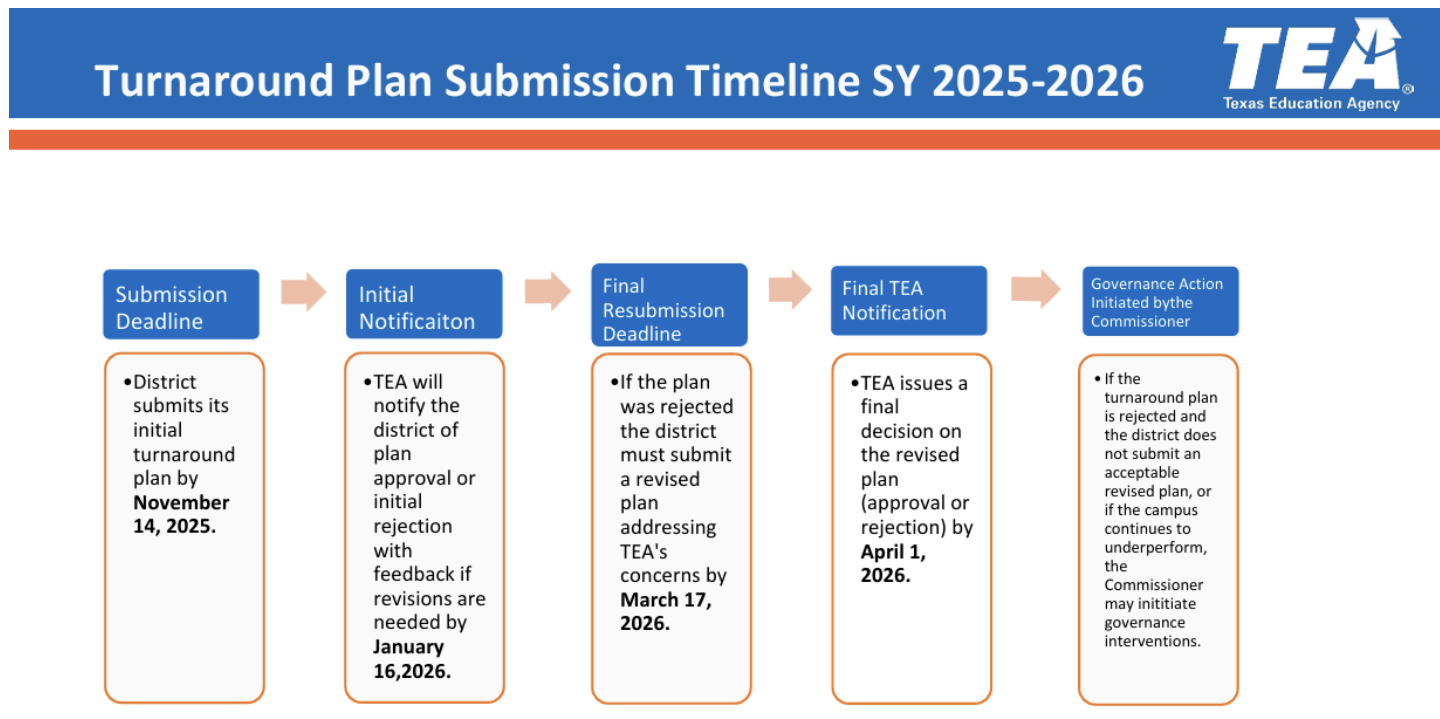 Turnaround Plan Submission Timeline SY 2025-2026
TEA®
Texas Education Agency
Submission
Deadline
•District
submits its
initial
turnaround
plan by
November
14, 2025.
Initial
Notificaiton
•TEA will
notify the
district of
plan
approval or
initial
rejection
with
feedback if
revisions are
needed by
January
16,2026.
Final
Resubmission
Deadline
•If the plan
was rejected
the district
must submit
a revised
plan
addressing
TEA's
concerns by
March 17,
2026.
Final TEA
Notification
•TEA issues a
final
decision on
the revised
plan
(approval or
rejection) by
April 1,
2026.
Governance Action
Initiated bythe
Commissioner
• If the
turnaround plan
is rejected and
the district does
not submit an
acceptable
revised plan, or
if the campus
continues to
underperform,
the
Commissioner
may inititiate
governance
interventions.